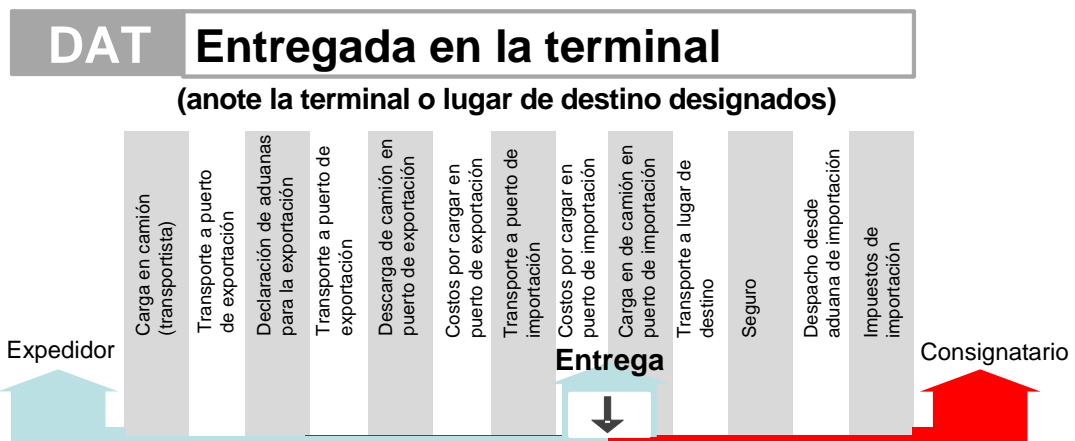 DAT Entregada en la terminal
(anote la terminal o lugar de destino designados)
Carga en camión
(transportista)
Transporte a puerto
de exportación
Declaración de aduanas
para la exportación
Transporte a puerto de
exportación
Descarga de camión en
puerto de exportación
Costos por cargar en
puerto de exportación
Transporte a puerto de
importación
Costos por cargar en
puerto de importación
Carga en de camión en
puerto de importación
Transporte a lugar de
destino
Seguro
Despacho desde
aduana de importación
Impuestos de
importación
Expedidor
Entrega
Consignatario